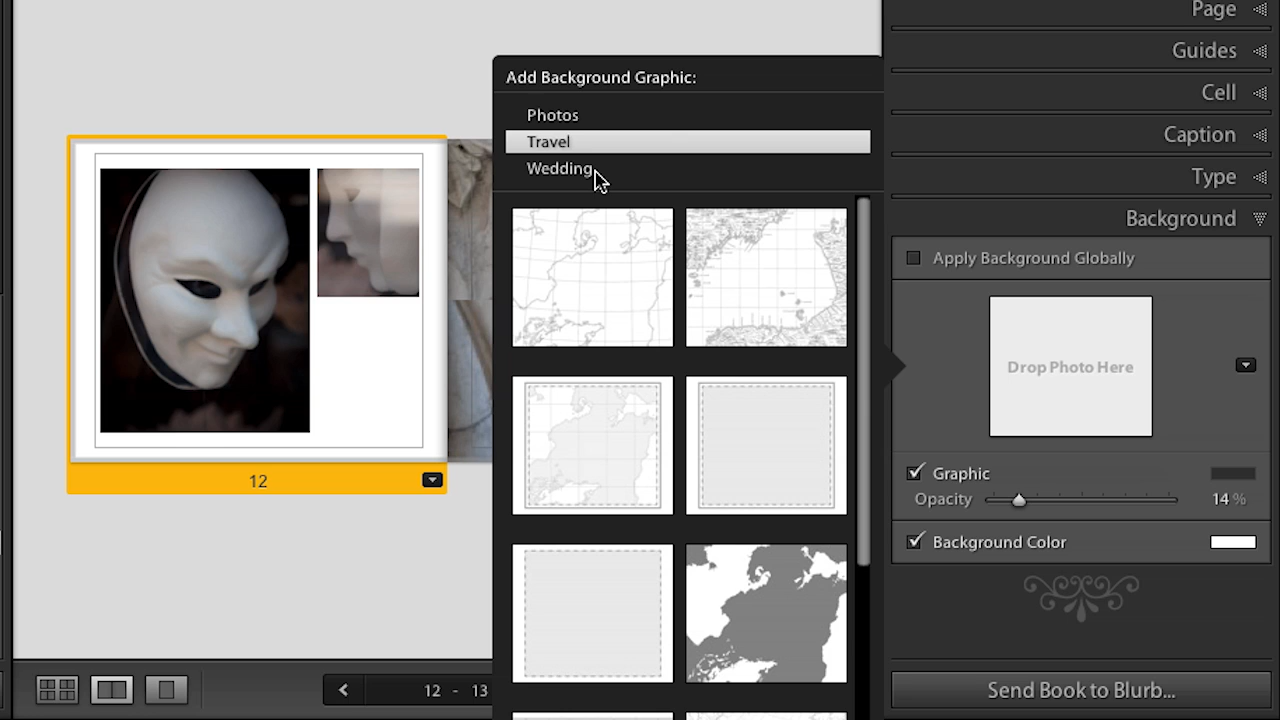 Page
Guides
Cell
Caption
Type
Background
Add Background Graphic:
Photos
Travel
Wedding
Apply Background Globally
Drop Photo Here
Graphic
Opacity 14 %
Background Color
12
12 - 13
Send Book to Blurb...